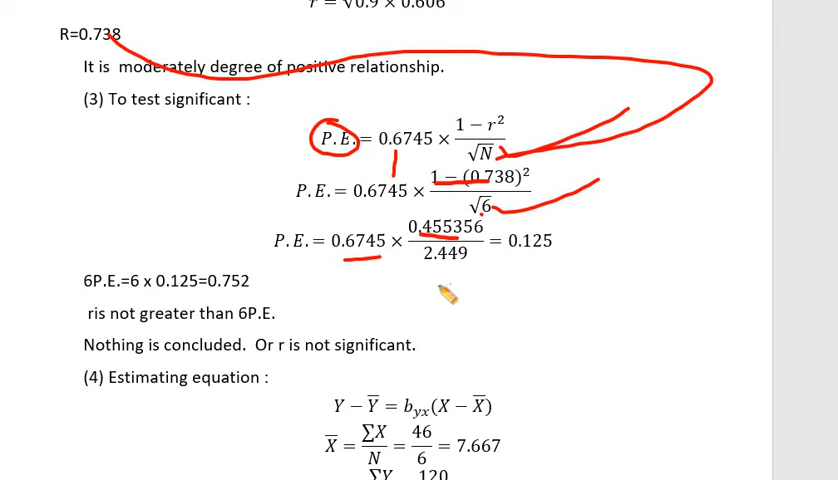 r = √0.9 × 0.606
R=0.738
It is moderately degree of positive relationship.
(3) To test significant :
P.E. = 0.6745 × (1 − r²)/√N
P.E. = 0.6745 × (1 − (0.738)²)/√6
P.E. = 0.6745 × 0.455356/2.449 = 0.125
6P.E.=6 x 0.125=0.752
ris not greater than 6P.E.
Nothing is concluded. Or r is not significant.
(4) Estimating equation :
Y − Y̅ = b_yx(X − X̅)
X̅ = ∑X/N = 46/6 = 7.667
∑Y 120